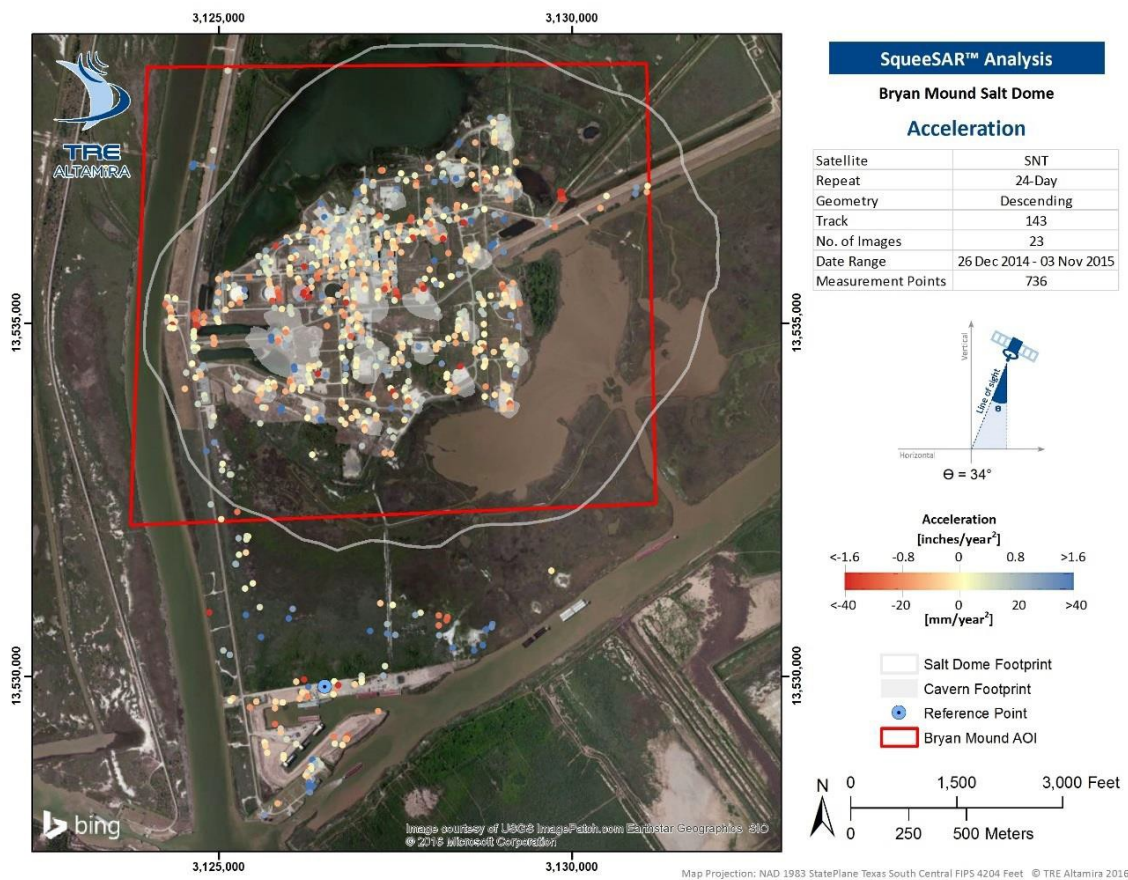 3,125,000
3,130,000
TRE
ALTAMIRA
13,535,000
13,535,000
13,530,000
13,530,000
bing
Image courtesy of USGS ImagePatch.com Earthstar Geographics SIO
© 2016 Microsoft Corporation
3,125,000
3,130,000
SqueeSAR™ Analysis
Bryan Mound Salt Dome
Acceleration
Satellite SNT
Repeat 24-Day
Geometry Descending
Track 143
No. of Images 23
Date Range 26 Dec 2014 - 03 Nov 2015
Measurement Points 736
Vertical
Line of sight
Θ
Horizontal
Θ = 34°
Acceleration
[inches/year²]
<-1.6 -0.8 0 0.8 >1.6
<-40 -20 0 20 >40
[mm/year²]
Salt Dome Footprint
Cavern Footprint
Reference Point
Bryan Mound AOI
N
0 1,500 3,000 Feet
0 250 500 Meters
Map Projection: NAD 1983 StatePlane Texas South Central FIPS 4204 Feet © TRE Altamira 2016